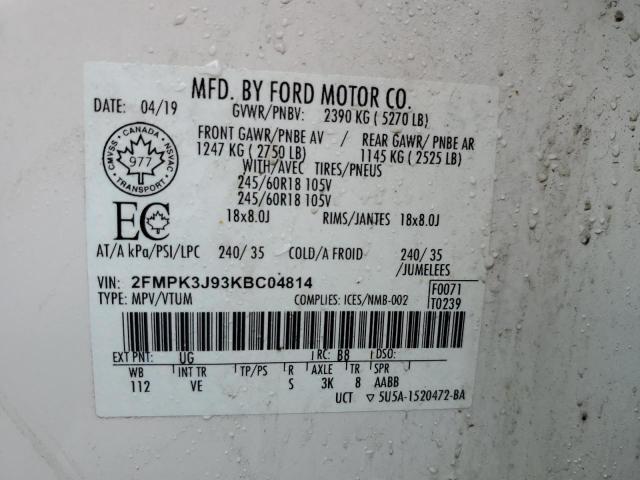 MFD. BY FORD MOTOR CO.
DATE: 04/19
GVWR/PNBV: 2390 KG ( 5270 LB)
FRONT GAWR/PNBE AV / REAR GAWR/ PNBE AR
1247 KG ( 2750 LB) 1145 KG ( 2525 LB)
WITH/AVEC TIRES/PNEUS
245/60R18 105V
245/60R18 105V
18x8.0J RIMS/JANTES 18x8.0J
CMVSS · CANADA · NSVAC
977
TRANSPORT
EC
AT/A kPa/PSI/LPC 240/ 35 COLD/A FROID 240/ 35
/JUMELEES
VIN: 2FMPK3J93KBC04814
F0071
TYPE: MPV/VTUM COMPLIES: ICES/NMB-002
T0239
EXT PNT: UG RC: B8 DSO:
WB INT TR TP/PS R AXLE TR SPR
112 VE S 3K 8 AABB
UCT ▽ 5U5A-1520472-BA